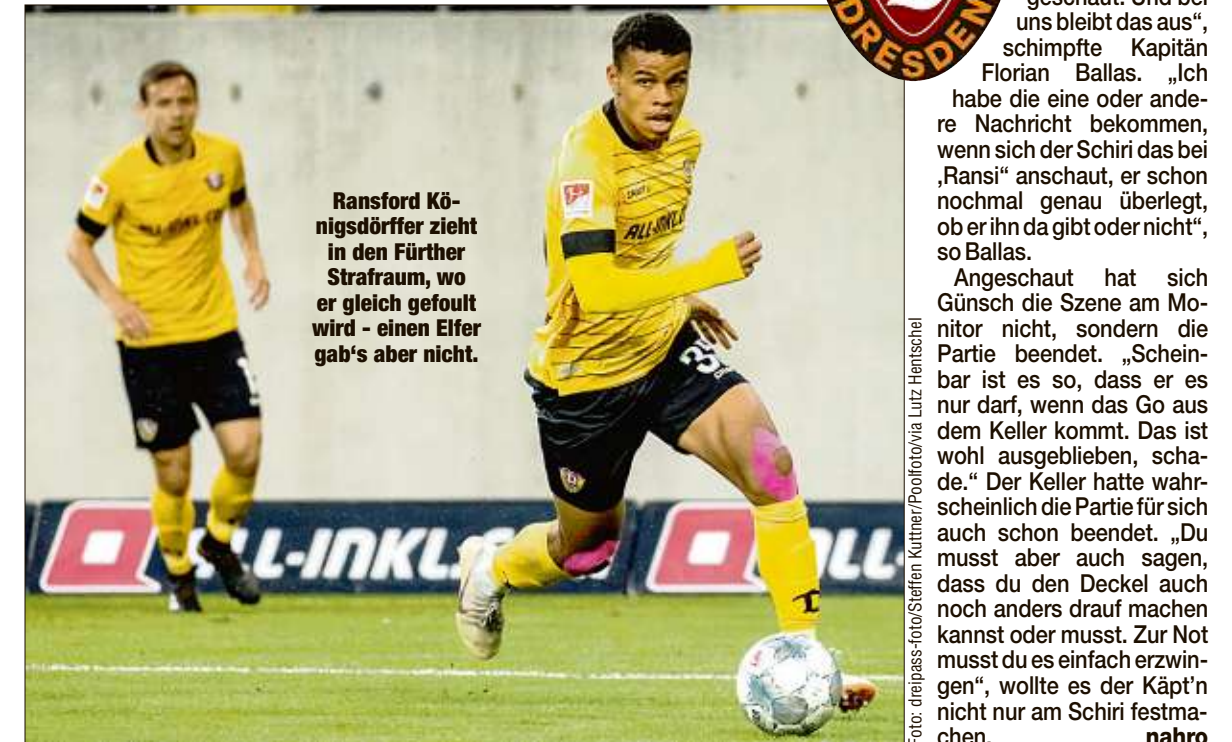 DRESDEN
geschaut. Und bei
uns bleibt das aus“,
schimpfte Kapitän
Florian Ballas. „Ich
habe die eine oder ande-
re Nachricht bekommen,
wenn sich der Schiri das bei
‚Ransi“ anschaut, er schon
nochmal genau überlegt,
ob er ihn da gibt oder nicht“,
so Ballas.
Angeschaut hat sich
Günsch die Szene am Mo-
nitor nicht, sondern die
Partie beendet. „Schein-
bar ist es so, dass er es
nur darf, wenn das Go aus
dem Keller kommt. Das ist
wohl ausgeblieben, scha-
de.“ Der Keller hatte wahr-
scheinlich die Partie für sich
auch schon beendet. „Du
musst aber auch sagen,
dass du den Deckel auch
noch anders drauf machen
kannst oder musst. Zur Not
musst du es einfach erzwin-
gen“, wollte es der Käpt’n
nicht nur am Schiri festma-
chen. nahro
Ransford Kö-
nigsdörffer zieht
in den Fürther
Strafraum, wo
er gleich gefoult
wird - einen Elfer
gab‘s aber nicht.
ALL-INKL
ALL-INKL.
ALL
Foto: dreipass-foto/Steffen Kuttner/Poolfoto/via Lutz Hentschel